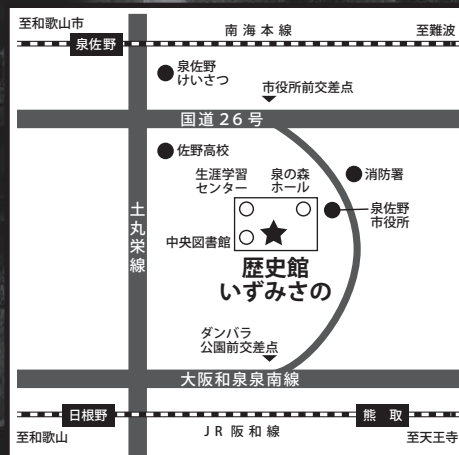 至和歌山市
南海本線
至難波
泉佐野
泉佐野
けいさつ
市役所前交差点
国道26号
佐野高校
生涯学習
センター
泉の森
ホール
消防署
泉佐野
市役所
土丸栄線
中央図書館
歴史館
いずみさの
ダンバラ
公園前交差点
大阪和泉泉南線
日根野
熊取
至和歌山
JR阪和線
至天王寺